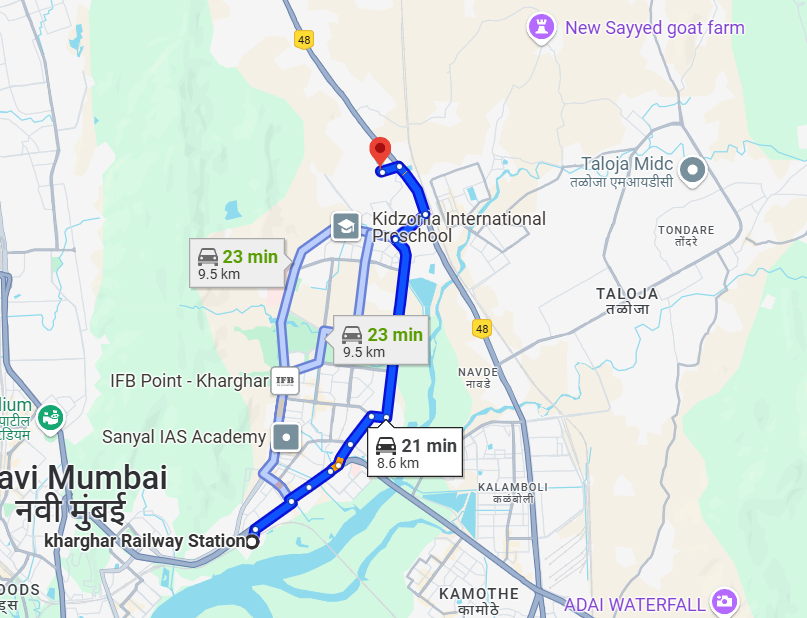 48
New Sayyed goat farm
Taloja Midc
तळोजा एमआयडीसी
Kidzonia International
Preschool
TONDARE
तोंदरे
23 min
9.5 km
TALOJA
तळोजा
23 min
9.5 km
48
NAVDE
नावडे
IFB Point - Kharghar
IFB
dium
पाटील
टेडियम
Sanyal IAS Academy
21 min
8.6 km
avi Mumbai
नवी मुंबई
KALAMBOLI
कळंबोली
kharghar Railway Station
OODS
ड्स
KAMOTHE
कामोठे
ADAI WATERFALL